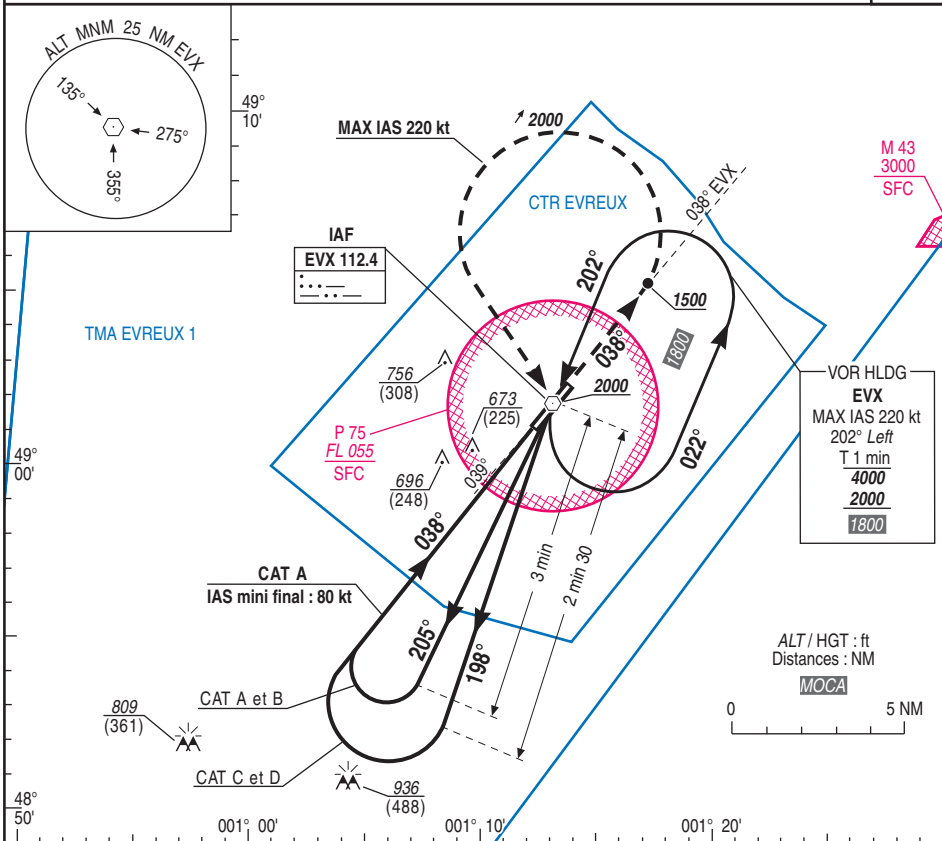 ALT MNM 25 NM EVX
135°
275°
355°
49°
10'
MAX IAS 220 kt
2000
CTR EVREUX
038° EVX
M 43
3000
SFC
IAF
EVX 112.4
202°
1500
038°
1800
TMA EVREUX 1
756
(308)
673
(225)
2000
VOR HLDG
EVX
MAX IAS 220 kt
202° Left
T 1 min
4000
2000
1800
P 75
FL 055
SFC
49°
00'
696
(248)
039°
022°
038°
3 min
2 min 30
CAT A
IAS mini final : 80 kt
205°
198°
ALT / HGT : ft
Distances : NM
MOCA
0 5 NM
CAT A et B
809
(361)
CAT C et D
936
(488)
48°
50'
001° 00'
001° 10'
001° 20'